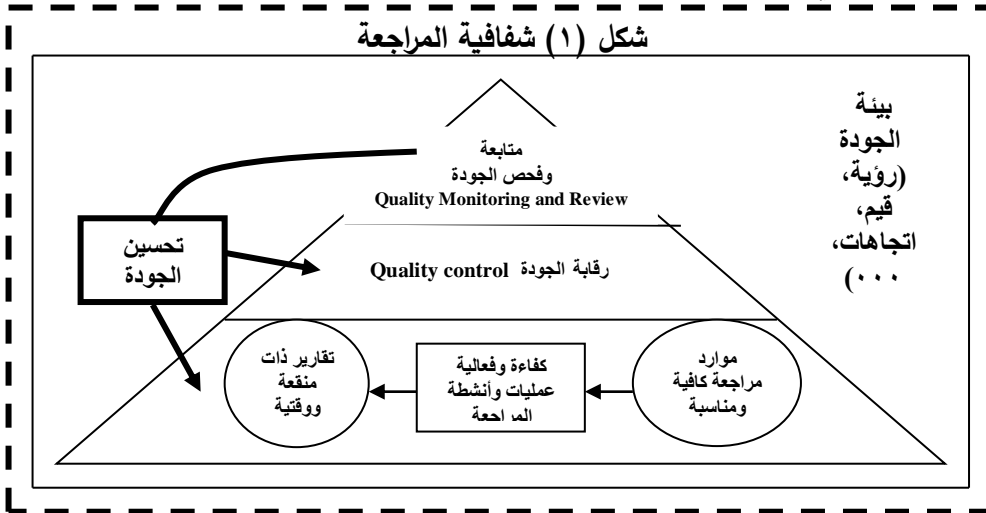 شكل (١) شفافية المراجعة
بيئة
الجودة
(رؤية،
قيم،
اتجاهات،
٠٠٠)
متابعة
وفحص الجودة
Quality Monitoring and Review
تحسين
الجودة
رقابة الجودة Quality control
موارد
مراجعة كافية
ومناسبة
كفاءة وفعالية
عمليات وأنشطة
المراجعة
تقارير ذات
منفعة
ووقتية